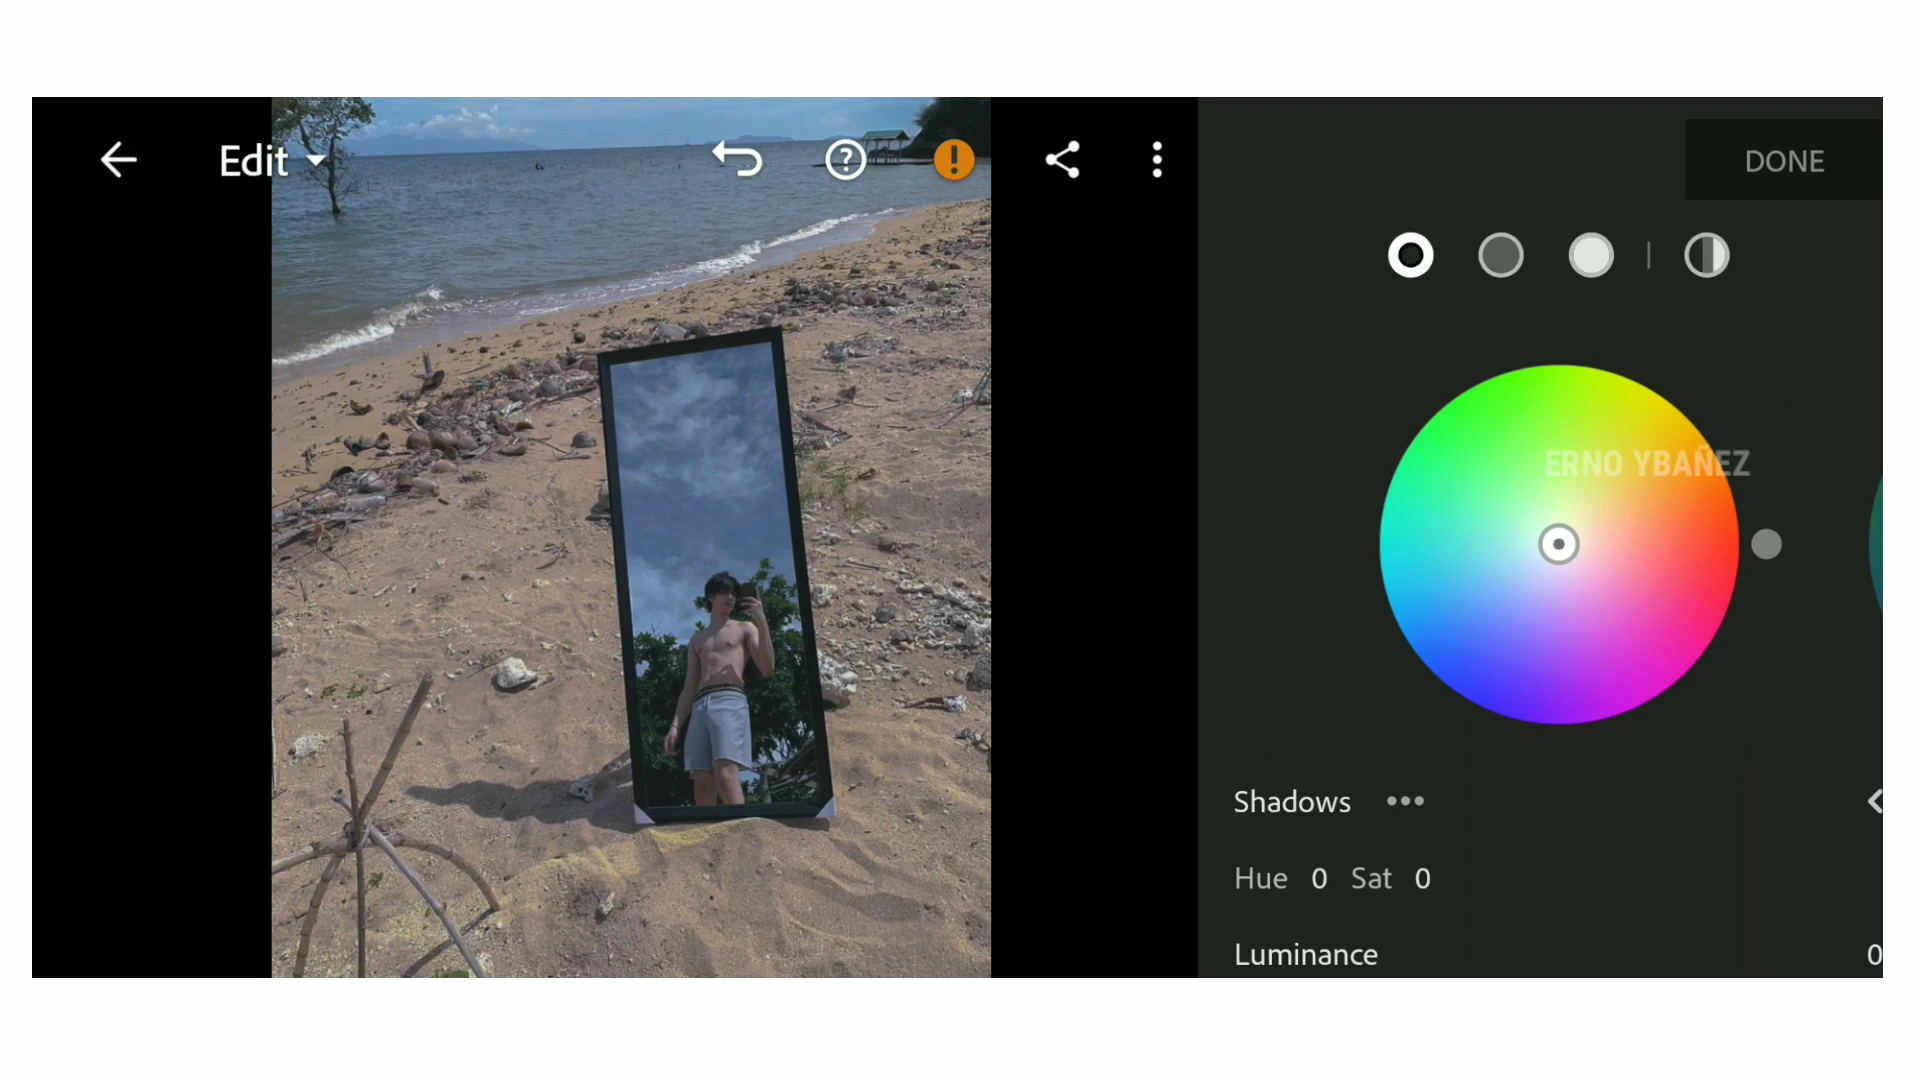 Edit
DONE
ERNO YBAÑEZ
Shadows
Hue 0 Sat 0
Luminance 0